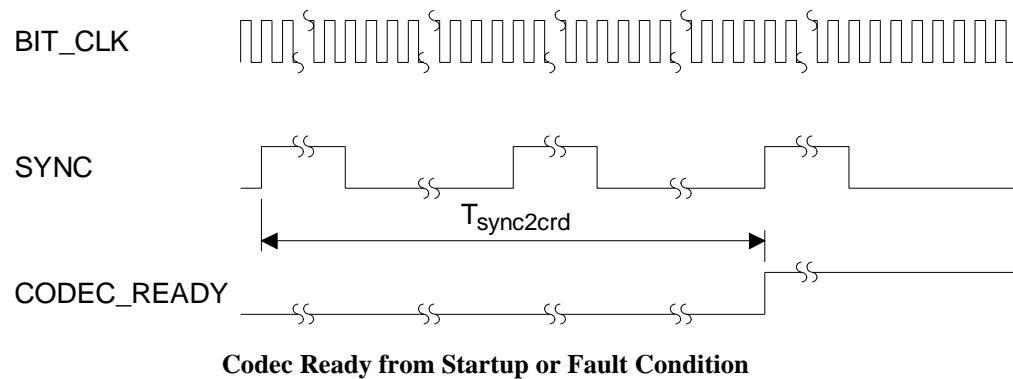 BIT_CLK
SYNC
Tsync2crd
CODEC_READY
Codec Ready from Startup or Fault Condition